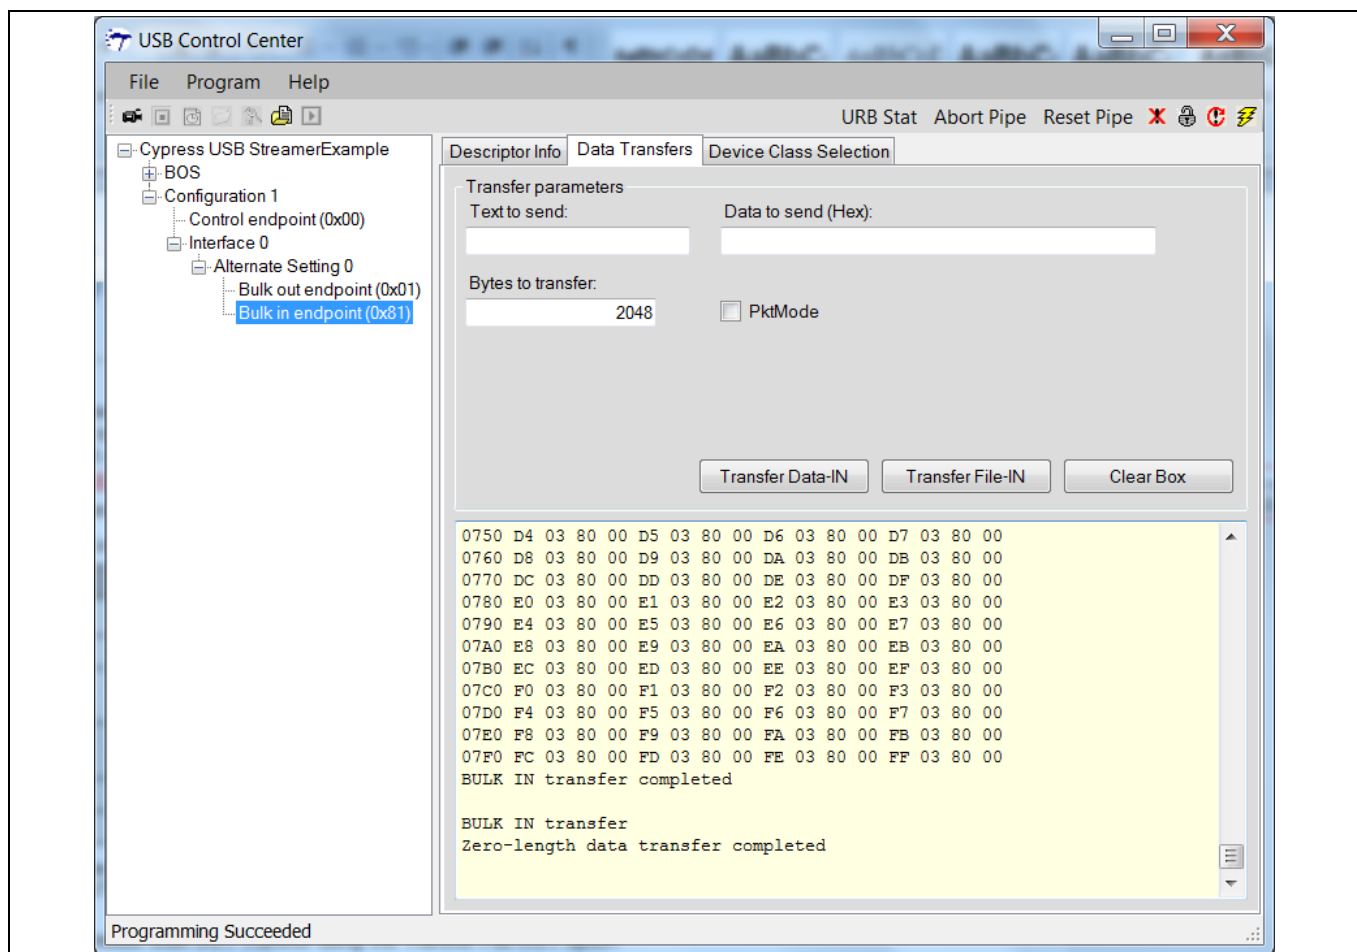 USB Control Center
File Program Help
URB Stat Abort Pipe Reset Pipe
Cypress USB StreamerExample
BOS
Configuration 1
Control endpoint (0x00)
Interface 0
Alternate Setting 0
Bulk out endpoint (0x01)
Bulk in endpoint (0x81)
Descriptor Info Data Transfers Device Class Selection
Transfer parameters
Text to send: Data to send (Hex):
Bytes to transfer:
2048 PktMode
Transfer Data-IN Transfer File-IN Clear Box
0750 D4 03 80 00 D5 03 80 00 D6 03 80 00 D7 03 80 00
0760 D8 03 80 00 D9 03 80 00 DA 03 80 00 DB 03 80 00
0770 DC 03 80 00 DD 03 80 00 DE 03 80 00 DF 03 80 00
0780 E0 03 80 00 E1 03 80 00 E2 03 80 00 E3 03 80 00
0790 E4 03 80 00 E5 03 80 00 E6 03 80 00 E7 03 80 00
07A0 E8 03 80 00 E9 03 80 00 EA 03 80 00 EB 03 80 00
07B0 EC 03 80 00 ED 03 80 00 EE 03 80 00 EF 03 80 00
07C0 F0 03 80 00 F1 03 80 00 F2 03 80 00 F3 03 80 00
07D0 F4 03 80 00 F5 03 80 00 F6 03 80 00 F7 03 80 00
07E0 F8 03 80 00 F9 03 80 00 FA 03 80 00 FB 03 80 00
07F0 FC 03 80 00 FD 03 80 00 FE 03 80 00 FF 03 80 00
BULK IN transfer completed
BULK IN transfer
Zero-length data transfer completed
Programming Succeeded